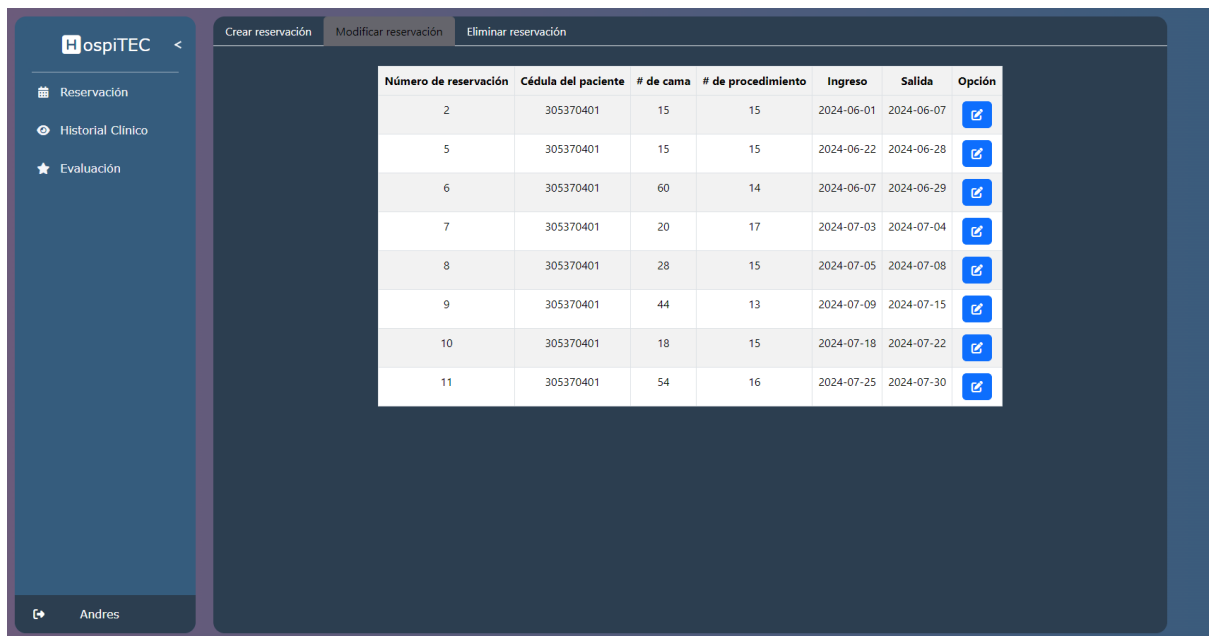 HospiTEC <
Reservación
Historial Clínico
Evaluación
Andres
Crear reservación Modificar reservación Eliminar reservación
Número de reservación Cédula del paciente # de cama # de procedimiento Ingreso Salida Opción
2 305370401 15 15 2024-06-01 2024-06-07
5 305370401 15 15 2024-06-22 2024-06-28
6 305370401 60 14 2024-06-07 2024-06-29
7 305370401 20 17 2024-07-03 2024-07-04
8 305370401 28 15 2024-07-05 2024-07-08
9 305370401 44 13 2024-07-09 2024-07-15
10 305370401 18 15 2024-07-18 2024-07-22
11 305370401 54 16 2024-07-25 2024-07-30